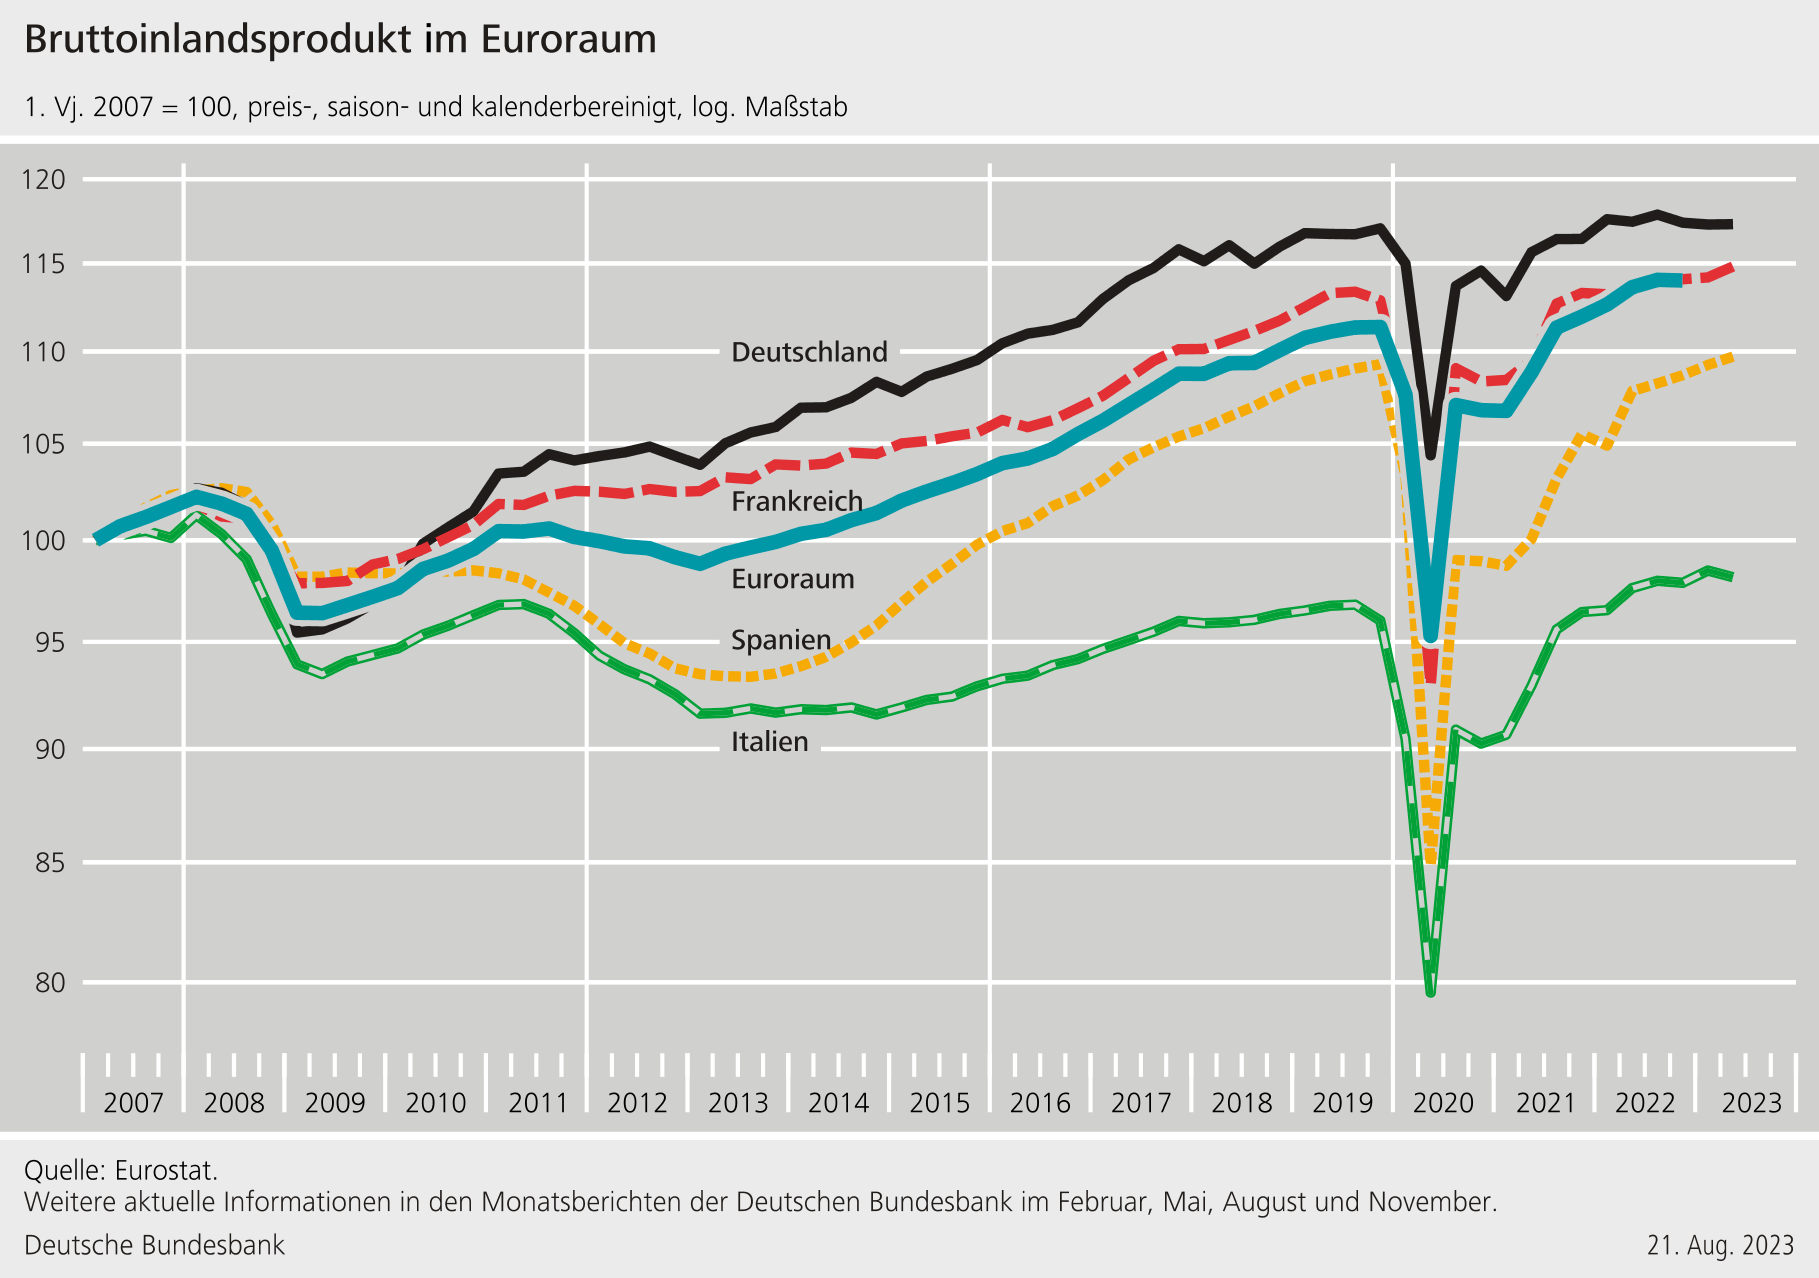 Bruttoinlandsprodukt im Euroraum
1. Vj. 2007 = 100, preis-, saison- und kalenderbereinigt, log. Maßstab
120
115
110
105
100
95
90
85
80
Deutschland
Frankreich
Euroraum
Spanien
Italien
2007 2008 2009 2010 2011 2012 2013 2014 2015 2016 2017 2018 2019 2020 2021 2022 2023
Quelle: Eurostat.
Weitere aktuelle Informationen in den Monatsberichten der Deutschen Bundesbank im Februar, Mai, August und November.
Deutsche Bundesbank 21. Aug. 2023